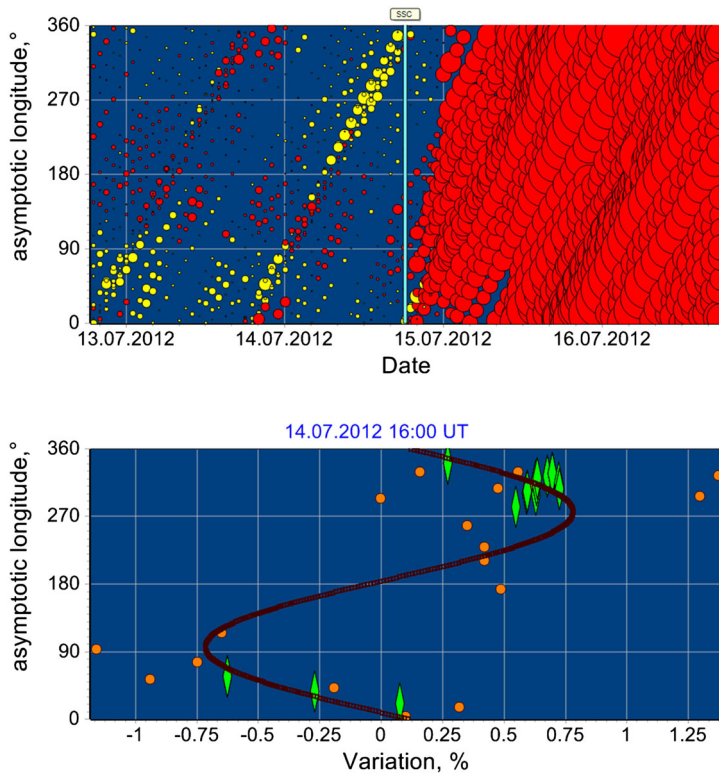 SSC
360
270
180
90
0
asymptotic longitude,°
13.07.2012 14.07.2012 15.07.2012 16.07.2012
Date
14.07.2012 16:00 UT
360
270
180
90
0
asymptotic longitude,°
-1 -0.75 -0.5 -0.25 0 0.25 0.5 0.75 1 1.25
Variation, %